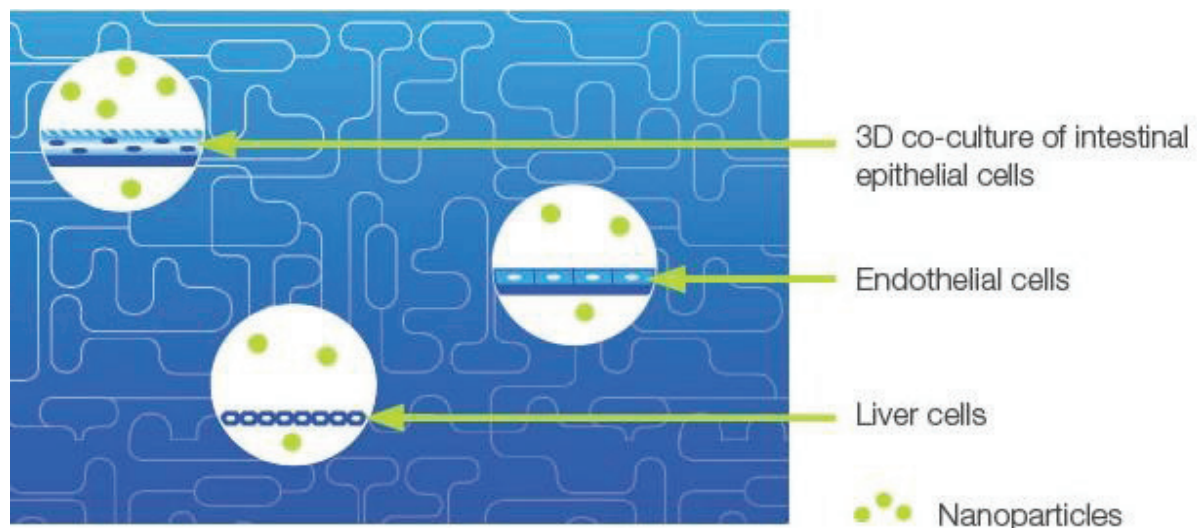 3D co-culture of intestinal
epithelial cells
Endothelial cells
Liver cells
Nanoparticles